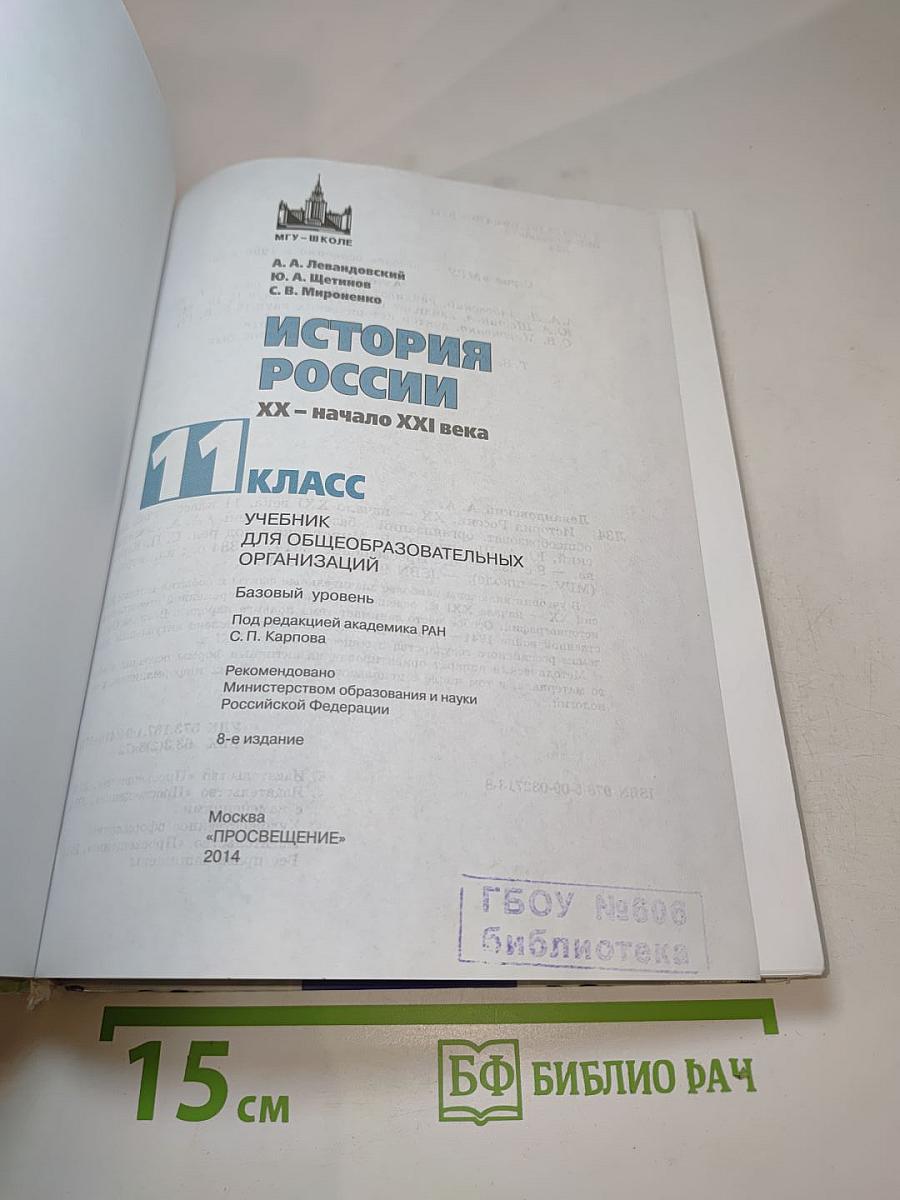 МГУ – ШКОЛЕ
А. А. Левандовский
Ю. А. Щетинов
С. В. Мироненко
ИСТОРИЯ
РОССИИ
XX – начало XXI века
11 КЛАСС
УЧЕБНИК
ДЛЯ ОБЩЕОБРАЗОВАТЕЛЬНЫХ
ОРГАНИЗАЦИЙ
Базовый уровень
Под редакцией академика РАН
С. П. Карпова
Рекомендовано
Министерством образования и науки
Российской Федерации
8-е издание
Москва
«ПРОСВЕЩЕНИЕ»
2014
ГБОУ №606
библиотека
15 см
БФ БИБЛИО РАЧ